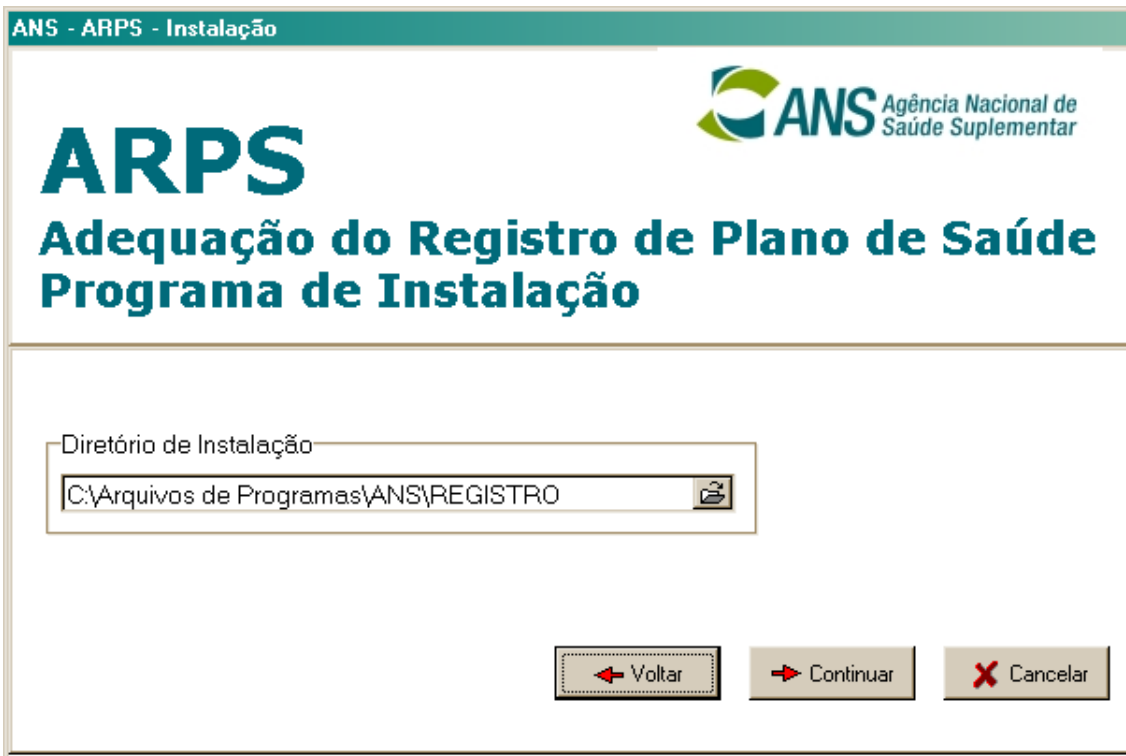 ANS - ARPS - Instalação
ANS Agência Nacional de
Saúde Suplementar
ARPS
Adequação do Registro de Plano de Saúde
Programa de Instalação
Diretório de Instalação
C:\Arquivos de Programas\ANS\REGISTRO
Voltar Continuar Cancelar